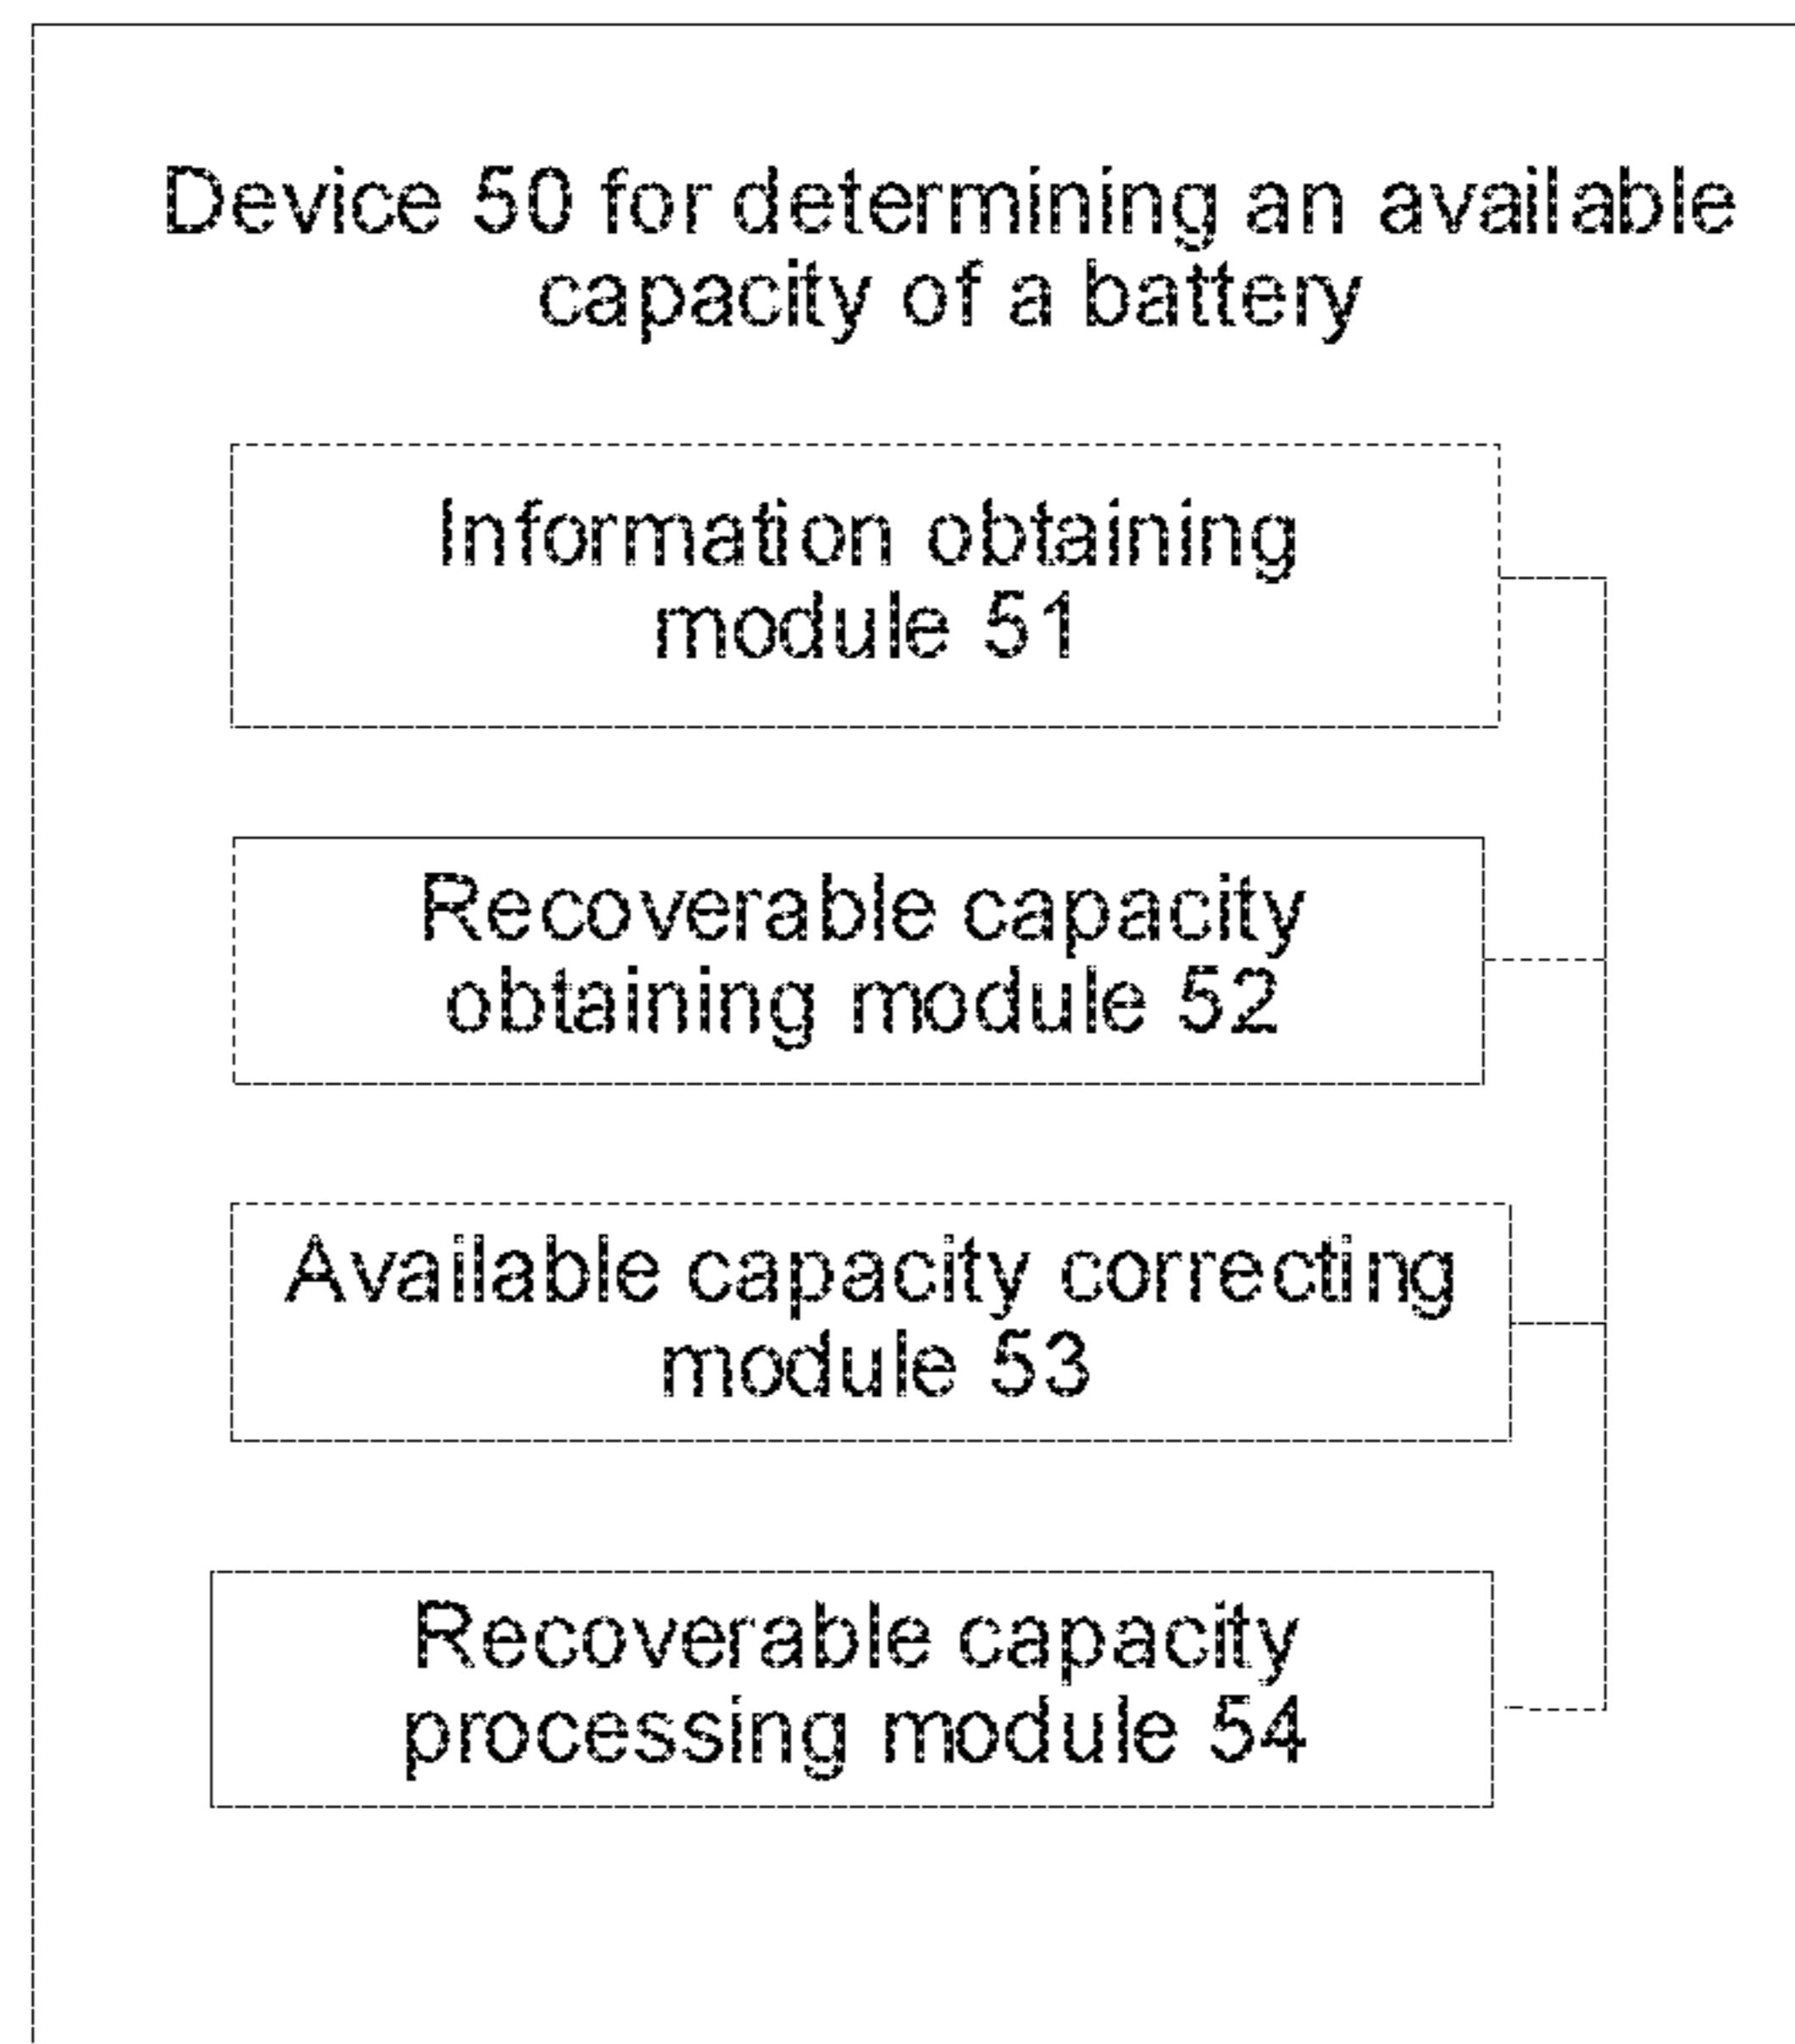 Device 50 for determining an available
capacity of a battery
Information obtaining
module 51
Recoverable capacity
obtaining module 52
Available capacity correcting
module 53
Recoverable capacity
processing module 54